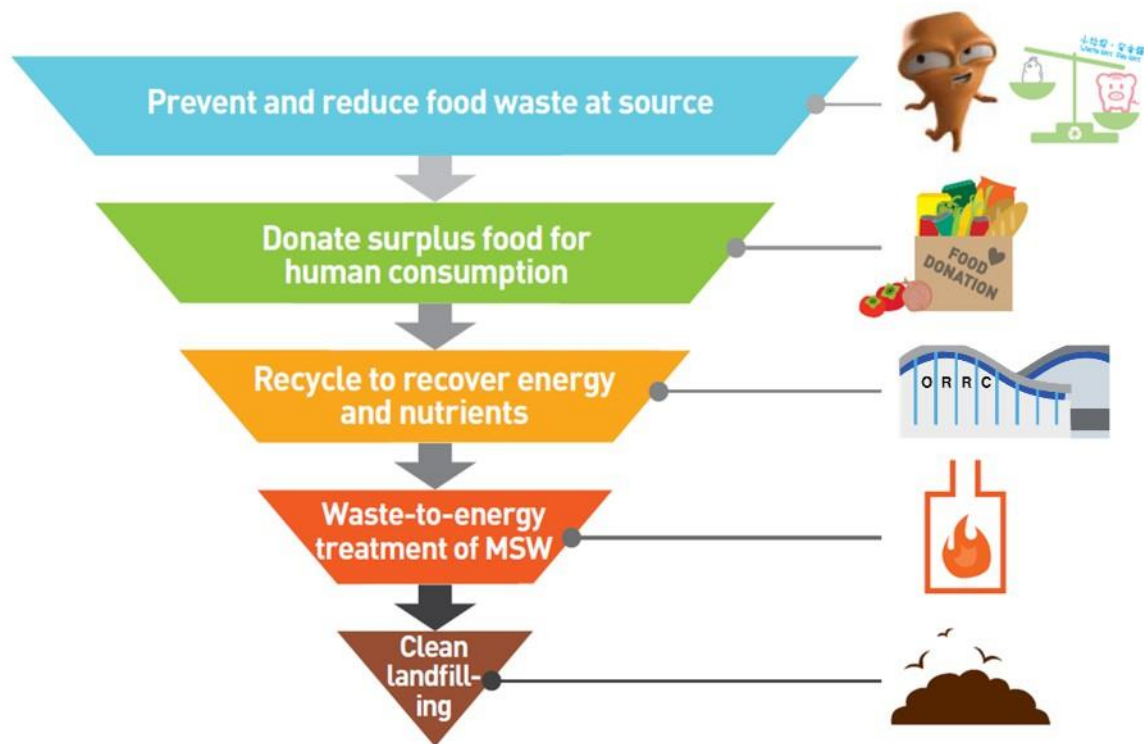 Prevent and reduce food waste at source
Donate surplus food for
human consumption
FOOD
DONATION
Recycle to recover energy
and nutrients
O R R C
Waste-to-energy
treatment of MSW
Clean
landfill-
ing